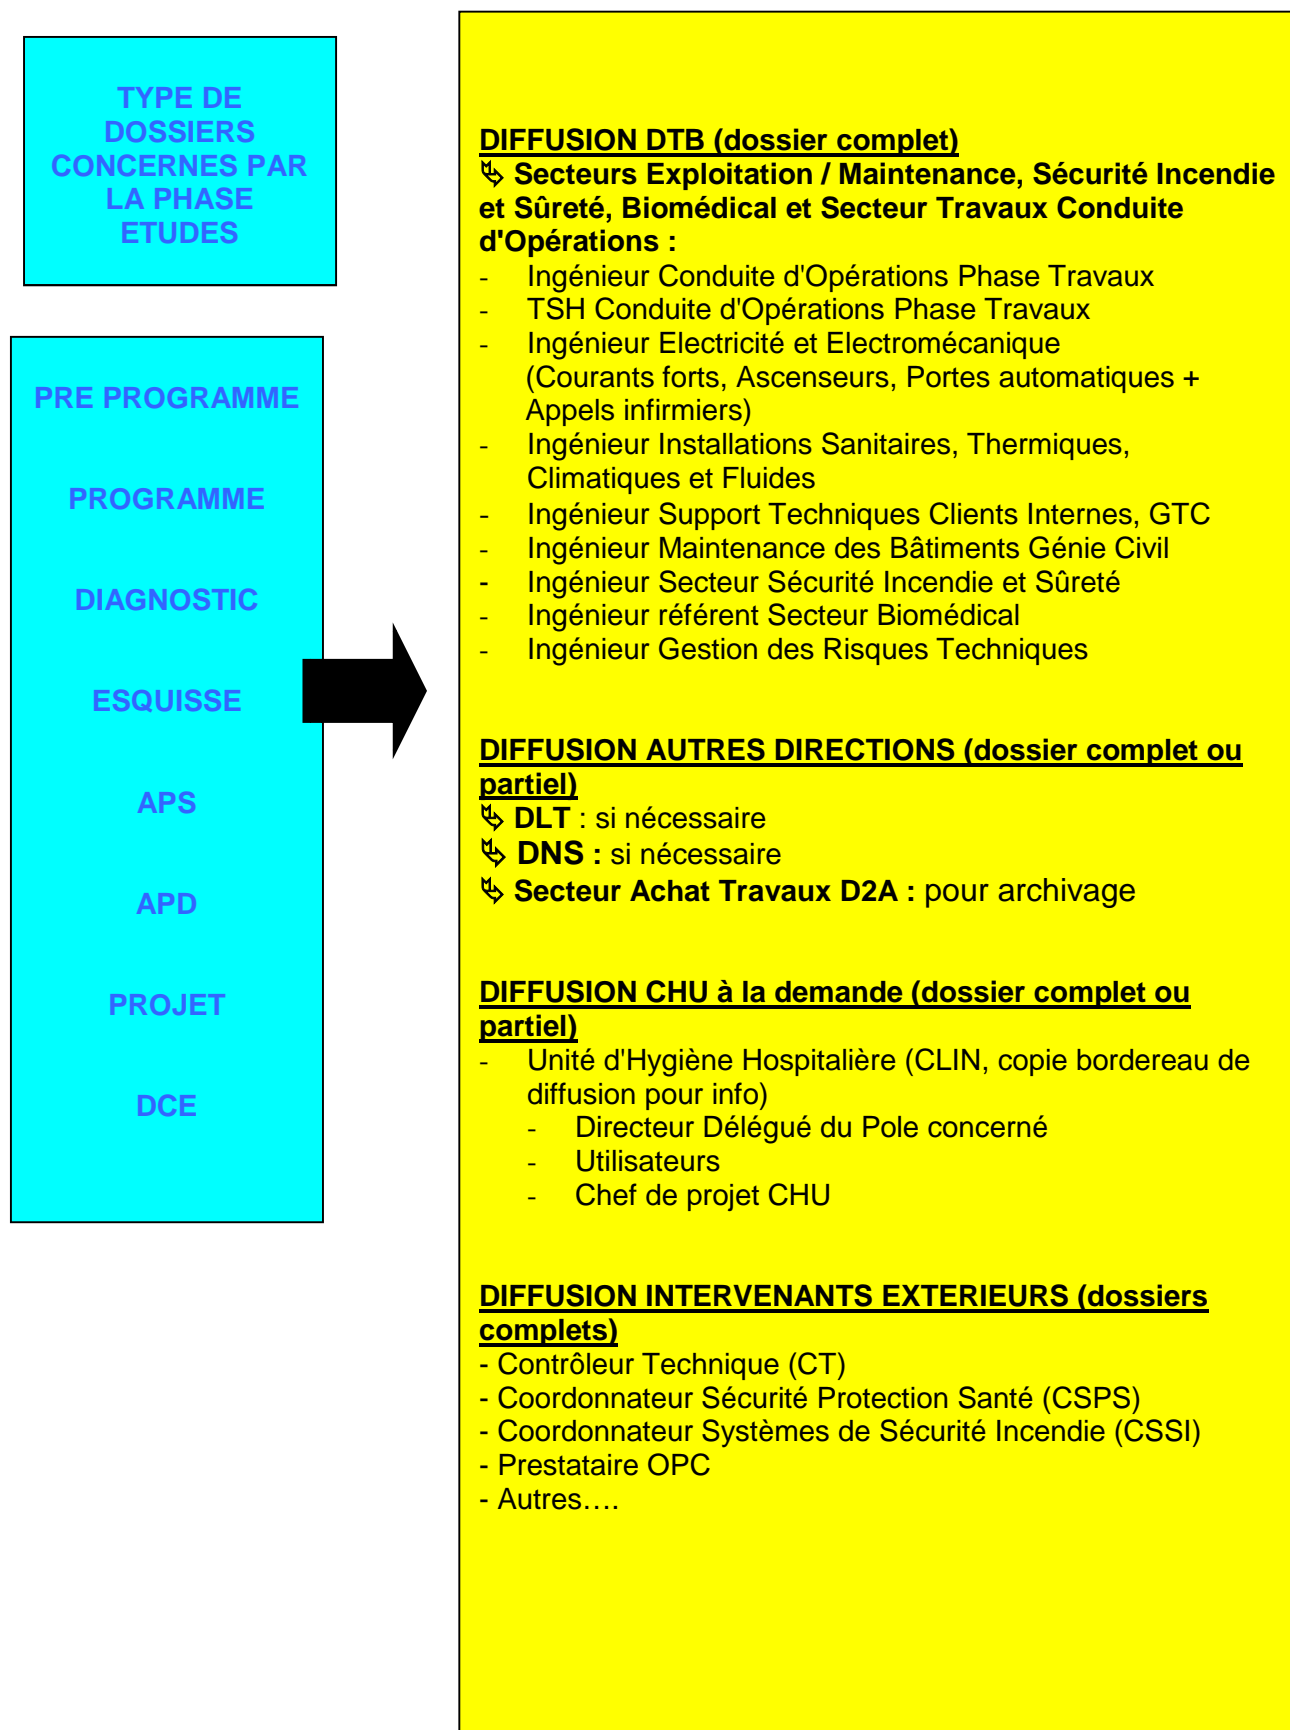 TYPE DE
DOSSIERS
CONCERNES PAR
LA PHASE
ETUDES
PRE PROGRAMME
PROGRAMME
DIAGNOSTIC
ESQUISSE
APS
APD
PROJET
DCE
DIFFUSION DTB (dossier complet)
Secteurs Exploitation / Maintenance, Sécurité Incendie
et Sûreté, Biomédical et Secteur Travaux Conduite
d'Opérations :
- Ingénieur Conduite d'Opérations Phase Travaux
- TSH Conduite d'Opérations Phase Travaux
- Ingénieur Electricité et Electromécanique
(Courants forts, Ascenseurs, Portes automatiques +
Appels infirmiers)
- Ingénieur Installations Sanitaires, Thermiques,
Climatiques et Fluides
- Ingénieur Support Techniques Clients Internes, GTC
- Ingénieur Maintenance des Bâtiments Génie Civil
- Ingénieur Secteur Sécurité Incendie et Sûreté
- Ingénieur référent Secteur Biomédical
- Ingénieur Gestion des Risques Techniques
DIFFUSION AUTRES DIRECTIONS (dossier complet ou
partiel)
DLT : si nécessaire
DNS : si nécessaire
Secteur Achat Travaux D2A : pour archivage
DIFFUSION CHU à la demande (dossier complet ou
partiel)
- Unité d'Hygiène Hospitalière (CLIN, copie bordereau de
diffusion pour info)
- Directeur Délégué du Pole concerné
- Utilisateurs
- Chef de projet CHU
DIFFUSION INTERVENANTS EXTERIEURS (dossiers
complets)
- Contrôleur Technique (CT)
- Coordonnateur Sécurité Protection Santé (CSPS)
- Coordonnateur Systèmes de Sécurité Incendie (CSSI)
- Prestataire OPC
- Autres….